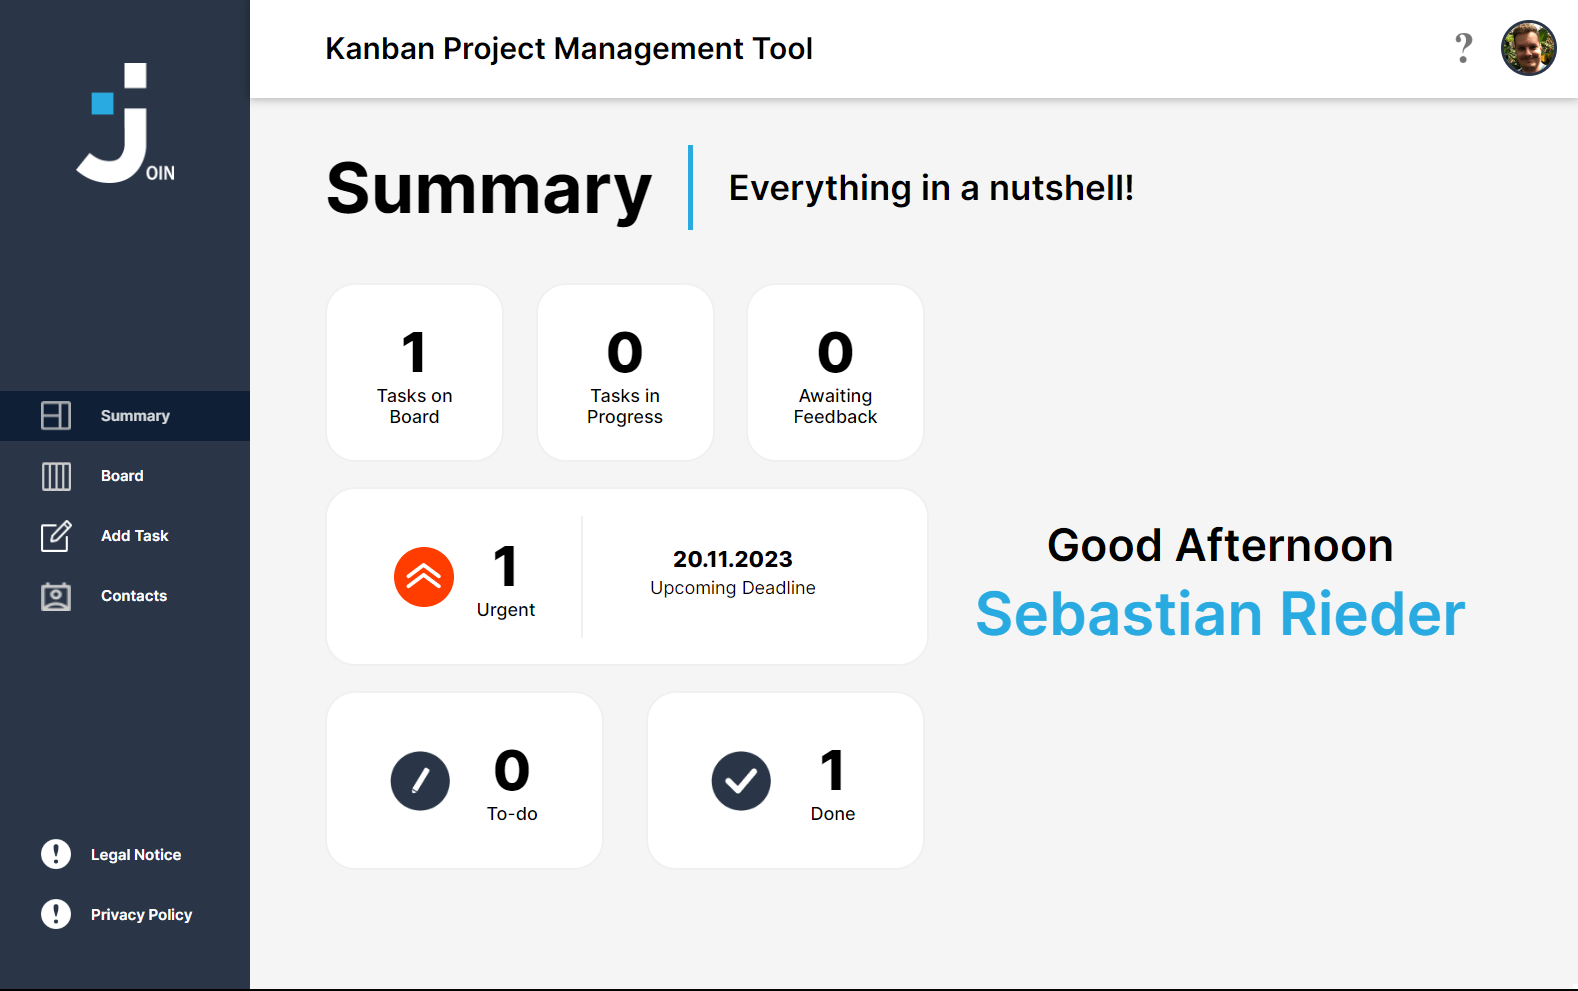 Kanban Project Management Tool
?
OIN
Summary
Everything in a nutshell!
1
Tasks on
Board
0
Tasks in
Progress
0
Awaiting
Feedback
Summary
Board
Add Task
Contacts
1
Urgent
20.11.2023
Upcoming Deadline
Good Afternoon
Sebastian Rieder
0
To-do
1
Done
Legal Notice
Privacy Policy